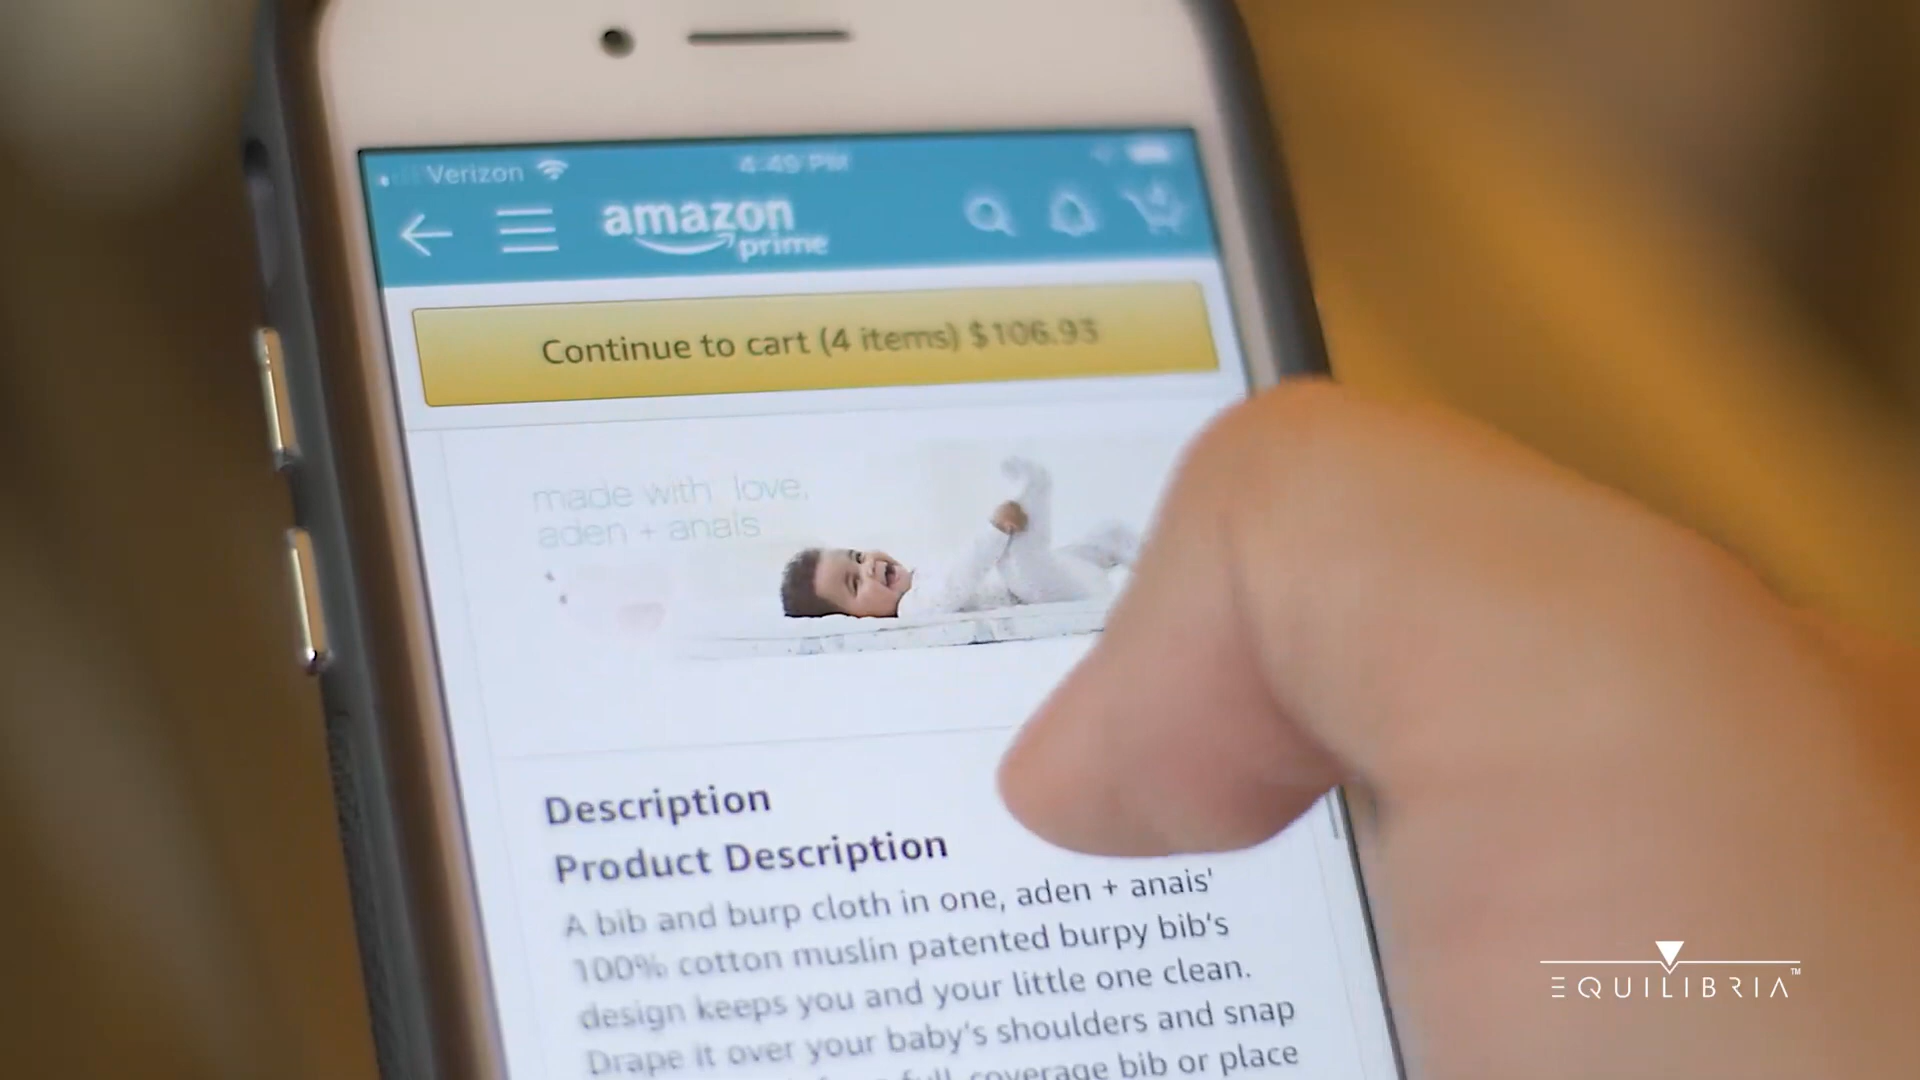 Verizon
4:49 PM
amazon
prime
Continue to cart (4 items) $106.93
made with love,
aden + anais
Description
Product Description
A bib and burp cloth in one, aden + anais'
100% cotton muslin patented burpy bib's
design keeps you and your little one clean.
Drape it over your baby's shoulders and snap
full coverage bib or place
EQUILIBRIA™